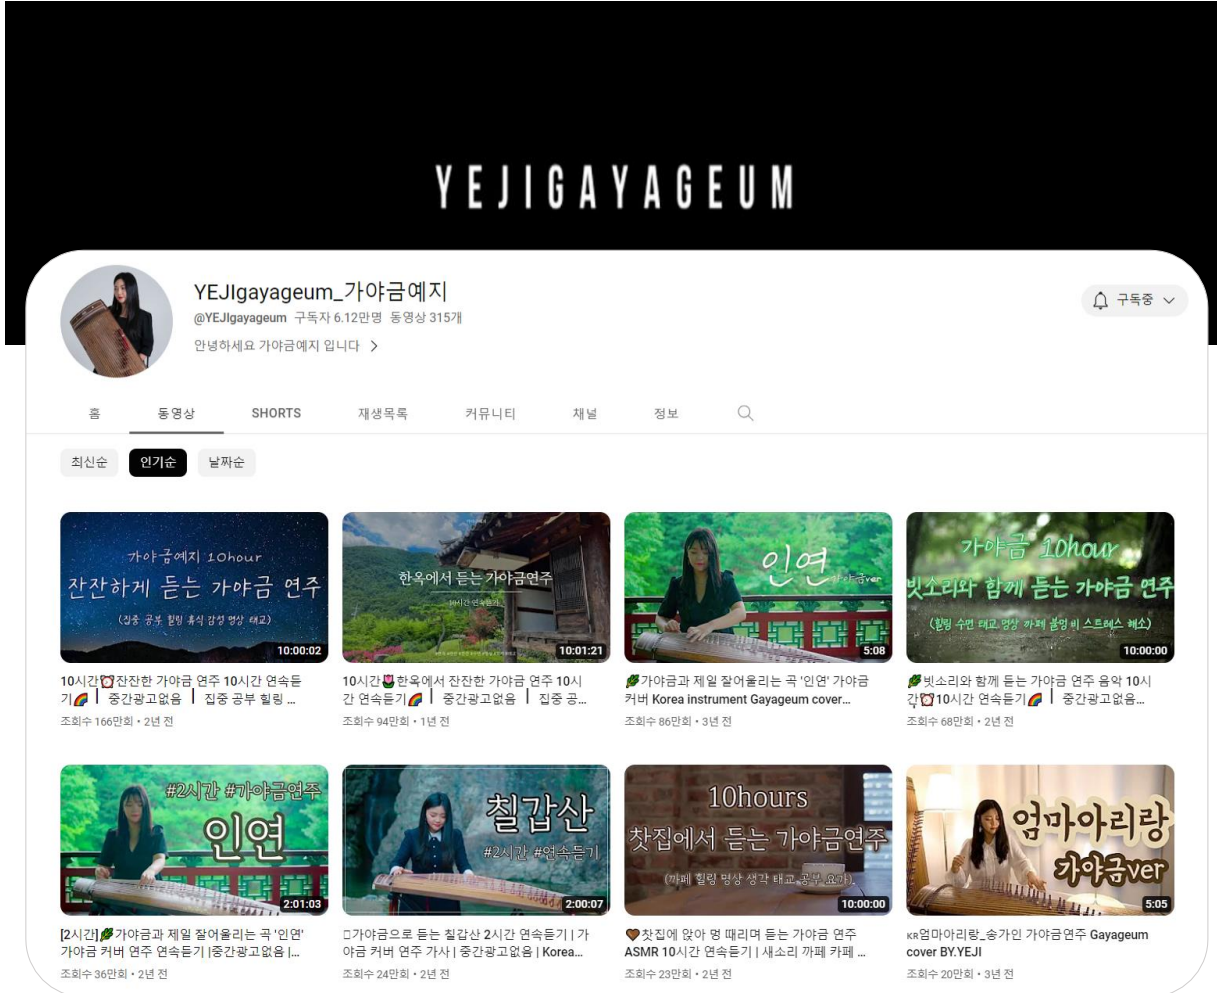 YEJIGAYAGEUM
YEJIgayageum_가야금예지
@YEJIgayageum 구독자 6.12만명 동영상 315개
안녕하세요 가야금예지 입니다
구독중
홈 동영상 SHORTS 재생목록 커뮤니티 채널 정보
최신순 인기순 날짜순
가야금예지 10hour
잔잔하게 듣는 가야금 연주
(집중 공부 힐링 휴식 감성 명상 태교)
10:00:02
10시간⏰잔잔한 가야금 연주 10시간 연속듣
기🌈 | 중간광고없음 | 집중 공부 힐링 ...
조회수 166만회 • 2년 전
한옥에서 듣는 가야금연주
10시간 연속듣기
10:01:21
10시간🌷한옥에서 잔잔한 가야금 연주 10시
간 연속듣기🌈 | 중간광고없음 | 집중 공...
조회수 94만회 • 1년 전
인연
가야금ver
5:08
🌿가야금과 제일 잘어울리는 곡 '인연' 가야금
커버 Korea instrument Gayageum cover...
조회수 86만회 • 3년 전
가야금 10hour
빗소리와 함께 듣는 가야금 연주
(힐링 수면 태교 명상 까페 불멍 비 스트레스 해소)
10:00:00
🌿빗소리와 함께 듣는 가야금 연주 음악 10시
간⏰10시간 연속듣기🌈 | 중간광고없음...
조회수 68만회 • 2년 전
#2시간 #가야금연주
인연
2:01:03
[2시간]🌿가야금과 제일 잘어울리는 곡 '인연'
가야금 커버 연주 연속듣기 |중간광고없음 |...
조회수 36만회 • 2년 전
칠갑산
#2시간 #연속듣기
2:00:07
가야금으로 듣는 칠갑산 2시간 연속듣기 | 가
야금 커버 연주 가사 | 중간광고없음 | Korea...
조회수 24만회 • 2년 전
10hours
찻집에서 듣는 가야금연주
(까페 힐링 명상 생각 태교 공부 요가)
10:00:00
🤎찻집에 앉아 멍 때리며 듣는 가야금 연주
ASMR 10시간 연속듣기 | 새소리 까페 카페 ...
조회수 23만회 • 2년 전
엄마아리랑
가야금ver
5:05
🇰🇷엄마아리랑_송가인 가야금연주 Gayageum
cover BY.YEJI
조회수 20만회 • 3년 전